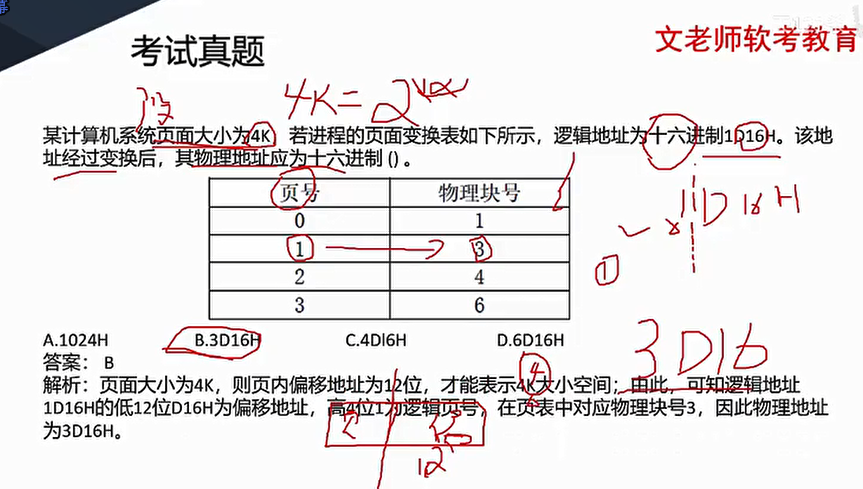 考试真题
文老师软考教育
4K=2
某计算机系统页面大小为4K，若进程的页面变换表如下所示，逻辑地址为十六进制1D16H。该地
址经过变换后，其物理地址应为十六进制 () 。
页号 物理块号
0 1
1 3
2 4
3 6
1D16H
①
3D16
A.1024H B.3D16H C.4DI6H D.6D16H
答案： B
4
解析：页面大小为4K，则页内偏移地址为12位，才能表示4K大小空间；由此，可知逻辑地址
1D16H的低12位D16H为偏移地址，高4位1为逻辑页号，在页表中对应物理块号3，因此物理地址
为3D16H。
12